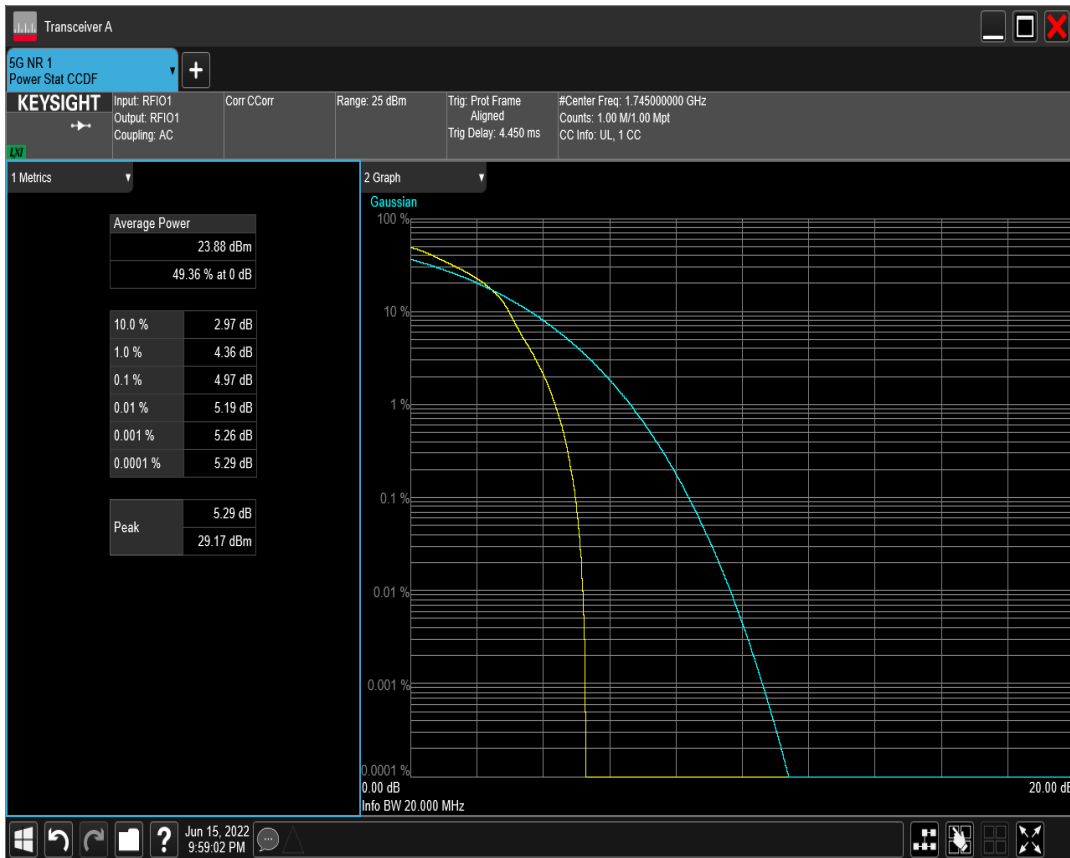 Transceiver A
5G NR 1
Power Stat CCDF
KEYSIGHT
LXI
Input: RFIO1
Output: RFIO1
Coupling: AC
Corr CCorr
Range: 25 dBm
Trig: Prot Frame
Aligned
Trig Delay: 4.450 ms
#Center Freq: 1.745000000 GHz
Counts: 1.00 M/1.00 Mpt
CC Info: UL, 1 CC
1 Metrics
Average Power
23.88 dBm
49.36 % at 0 dB
10.0 % 2.97 dB
1.0 % 4.36 dB
0.1 % 4.97 dB
0.01 % 5.19 dB
0.001 % 5.26 dB
0.0001 % 5.29 dB
Peak
5.29 dB
29.17 dBm
2 Graph
Gaussian
100 %
10 %
1 %
0.1 %
0.01 %
0.001 %
0.0001 %
0.00 dB 20.00 dB
Info BW 20.000 MHz
?
Jun 15, 2022
9:59:02 PM